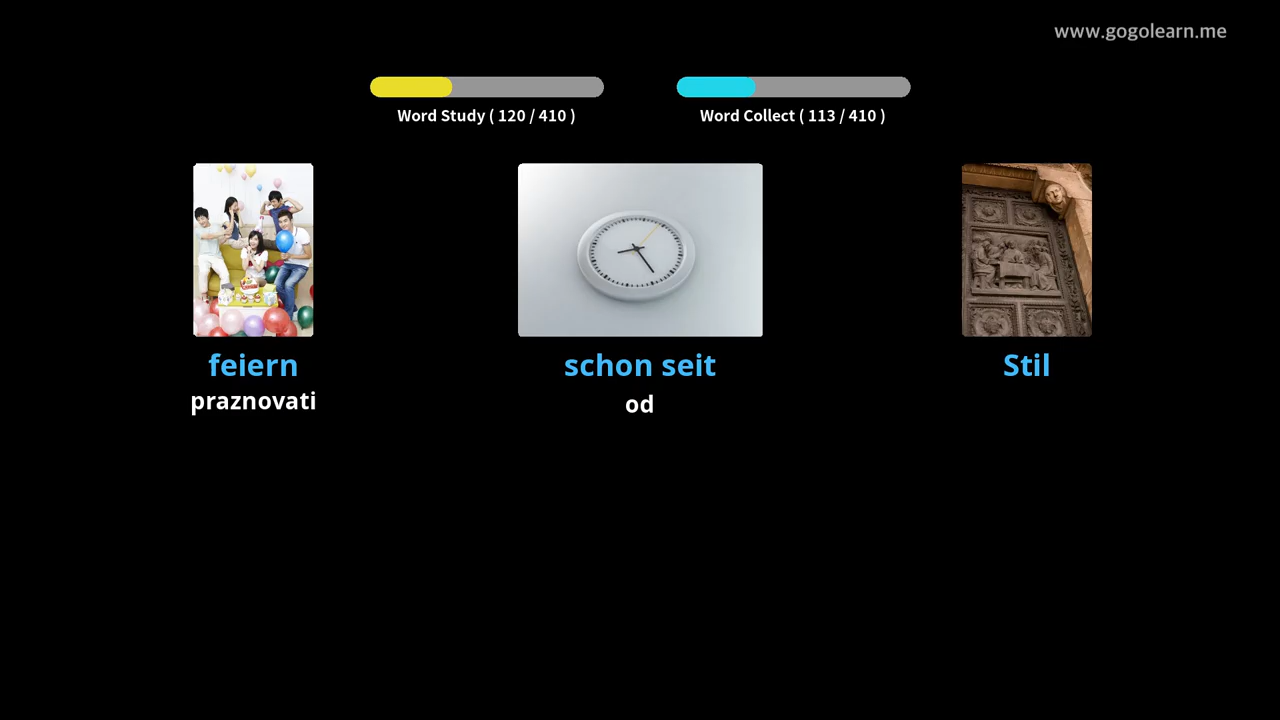 www.gogolearn.me
Word Study ( 120 / 410 )
Word Collect ( 113 / 410 )
feiern
praznovati
schon seit
od
Stil